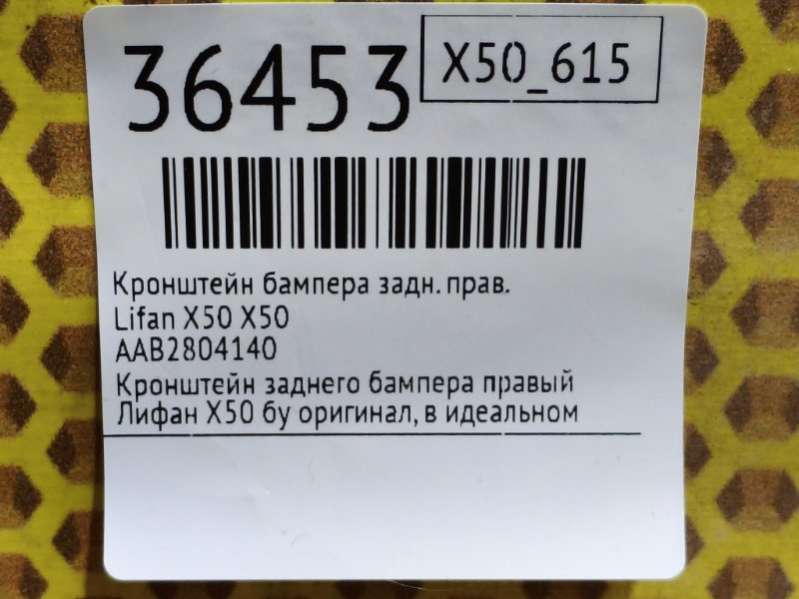 36453
X50_615
Кронштейн бампера задн. прав.
Lifan X50 X50
AAB2804140
Кронштейн заднего бампера правый
Лифан X50 бу оригинал, в идеальном